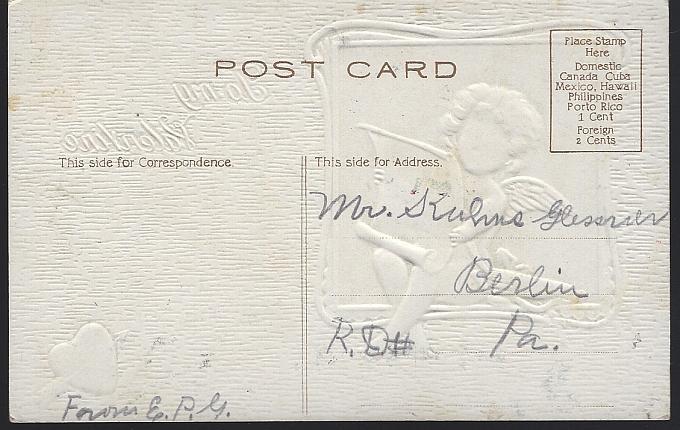 POST CARD
Place Stamp
Here
Domestic
Canada Cuba
Mexico, Hawaii
Philippines
Porto Rico
1 Cent
Foreign
2 Cents
To my
Valentine
This side for Correspondence.
This side for Address.
Mr. Kuhns Glessner
Berlin
R. D# Pa.
From E. P. G.